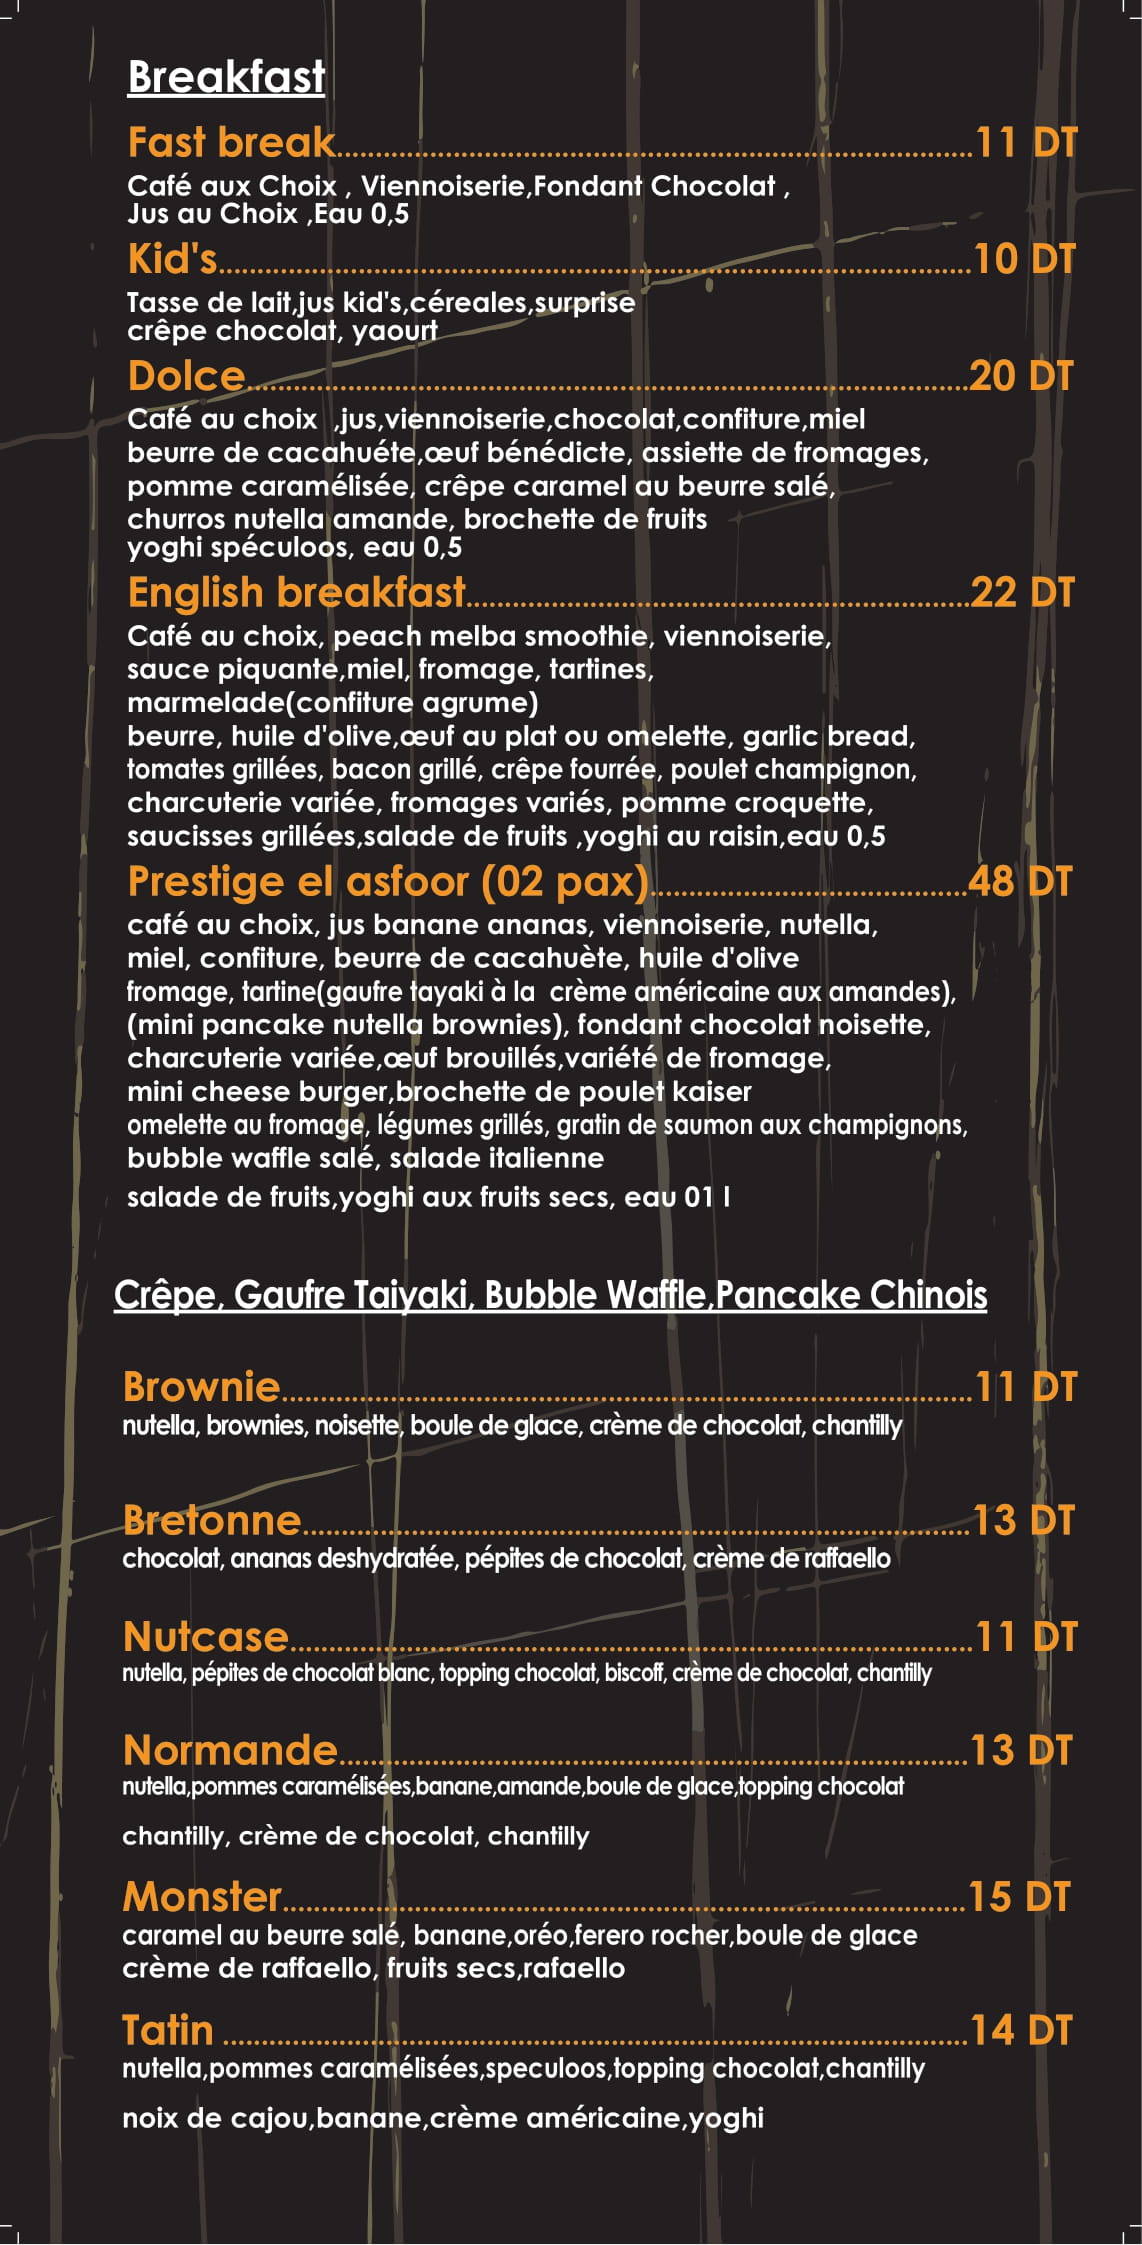 Breakfast
Fast break........................................................................11 DT
Café aux Choix , Viennoiserie,Fondant Chocolat ,
Jus au Choix ,Eau 0,5
Kid's........................................................................10 DT
Tasse de lait,jus kid's,céreales,surprise
crêpe chocolat, yaourt
Dolce........................................................................20 DT
Café au choix ,jus,viennoiserie,chocolat,confiture,miel
beurre de cacahuéte,œuf bénédicte, assiette de fromages,
pomme caramélisée, crêpe caramel au beurre salé,
churros nutella amande, brochette de fruits
yoghi spéculoos, eau 0,5
English breakfast........................................................22 DT
Café au choix, peach melba smoothie, viennoiserie,
sauce piquante,miel, fromage, tartines,
marmelade(confiture agrume)
beurre, huile d'olive,œuf au plat ou omelette, garlic bread,
tomates grillées, bacon grillé, crêpe fourrée, poulet champignon,
charcuterie variée, fromages variés, pomme croquette,
saucisses grillées,salade de fruits ,yoghi au raisin,eau 0,5
Prestige el asfoor (02 pax)........................................48 DT
café au choix, jus banane ananas, viennoiserie, nutella,
miel, confiture, beurre de cacahuète, huile d'olive
fromage, tartine(gaufre tayaki à la crème américaine aux amandes),
(mini pancake nutella brownies), fondant chocolat noisette,
charcuterie variée,œuf brouillés,variété de fromage,
mini cheese burger,brochette de poulet kaiser
omelette au fromage, légumes grillés, gratin de saumon aux champignons,
bubble waffle salé, salade italienne
salade de fruits,yoghi aux fruits secs, eau 01 l
Crêpe, Gaufre Taiyaki, Bubble Waffle,Pancake Chinois
Brownie........................................................................11 DT
nutella, brownies, noisette, boule de glace, crème de chocolat, chantilly
Bretonne........................................................................13 DT
chocolat, ananas deshydratée, pépites de chocolat, crème de raffaello
Nutcase........................................................................11 DT
nutella, pépites de chocolat blanc, topping chocolat, biscoff, crème de chocolat, chantilly
Normande........................................................................13 DT
nutella,pommes caramélisées,banane,amande,boule de glace,topping chocolat
chantilly, crème de chocolat, chantilly
Monster........................................................................15 DT
caramel au beurre salé, banane,oréo,ferero rocher,boule de glace
crème de raffaello, fruits secs,rafaello
Tatin ........................................................................14 DT
nutella,pommes caramélisées,speculoos,topping chocolat,chantilly
noix de cajou,banane,crème américaine,yoghi